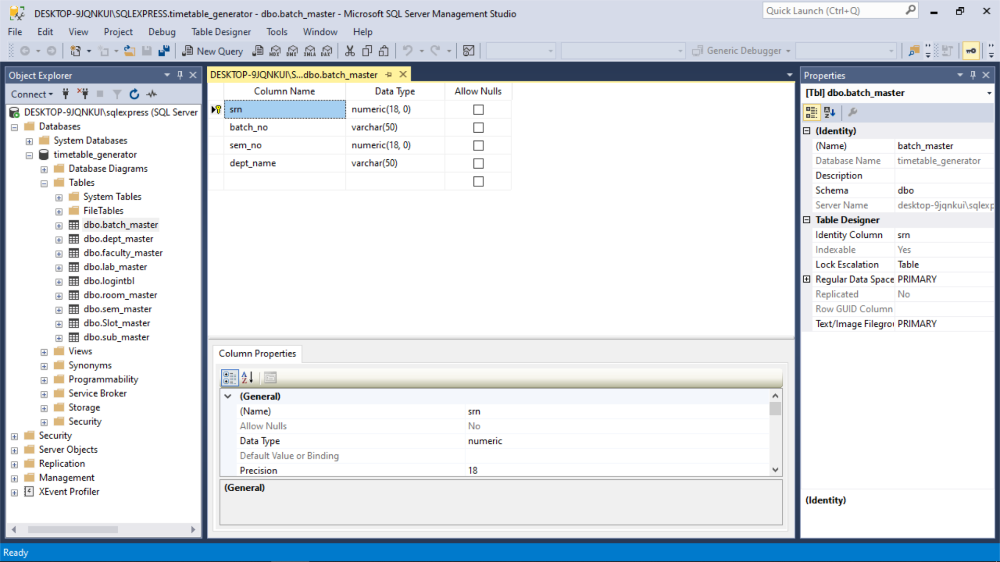 DESKTOP-9JQNKUI\SQLEXPRESS.timetable_generator - dbo.batch_master - Microsoft SQL Server Management Studio
Quick Launch (Ctrl+Q)
File Edit View Project Debug Table Designer Tools Window Help
New Query MDX DMX XMLA DAX Generic Debugger
Object Explorer
Connect
DESKTOP-9JQNKUI\sqlexpress (SQL Server
Databases
System Databases
timetable_generator
Database Diagrams
Tables
System Tables
FileTables
dbo.batch_master
dbo.dept_master
dbo.faculty_master
dbo.lab_master
dbo.logintbl
dbo.room_master
dbo.sem_master
dbo.Slot_master
dbo.sub_master
Views
Synonyms
Programmability
Service Broker
Storage
Security
Security
Server Objects
Replication
Management
XEvent Profiler
DESKTOP-9JQNKUI\S...dbo.batch_master
Column Name Data Type Allow Nulls
srn numeric(18, 0)
batch_no varchar(50)
sem_no numeric(18, 0)
dept_name varchar(50)
Column Properties
(General)
(Name) srn
Allow Nulls No
Data Type numeric
Default Value or Binding
Precision 18
(General)
Properties
[Tbl] dbo.batch_master
(Identity)
(Name) batch_master
Database Name timetable_generator
Description
Schema dbo
Server Name desktop-9jqnkui\sqlexp
Table Designer
Identity Column srn
Indexable Yes
Lock Escalation Table
Regular Data Space PRIMARY
Replicated No
Row GUID Column
Text/Image Filegrou PRIMARY
(Identity)
Ready